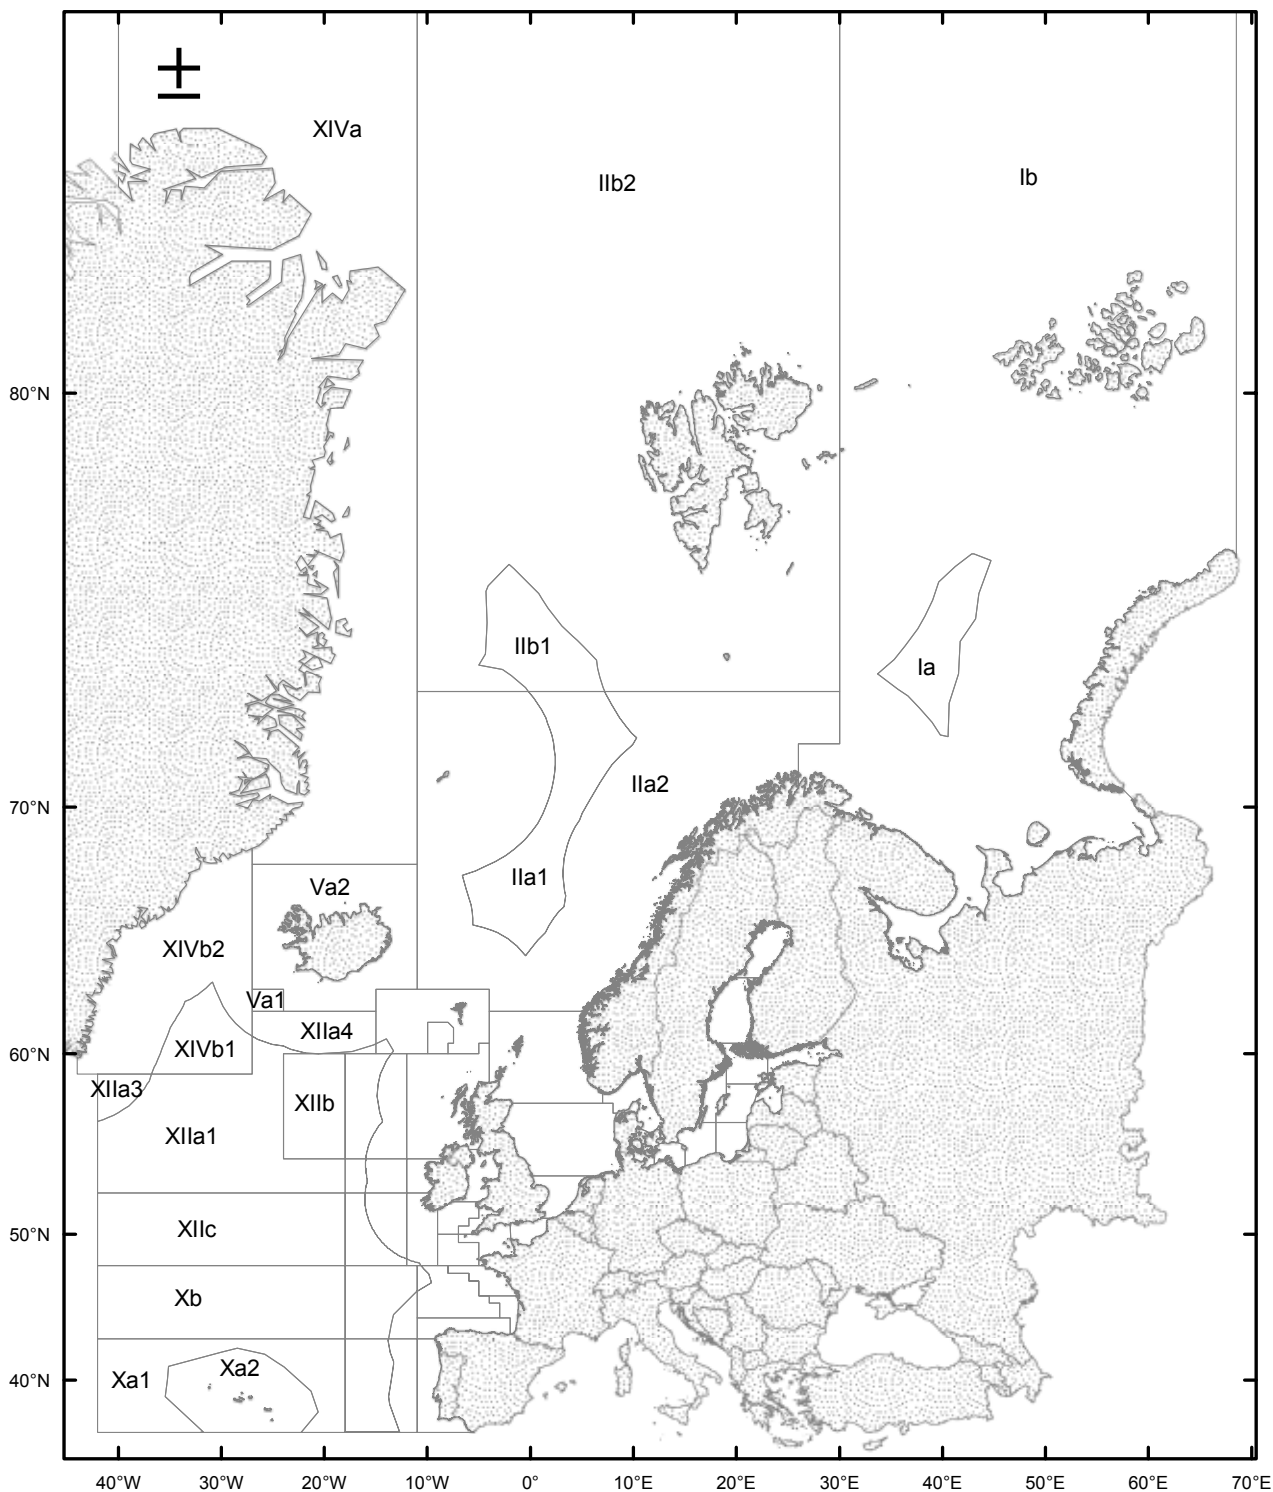 XIVa
Ib
IIb2
80°N
IIb1
Ia
IIa2
70°N
IIa1
Va2
XIVb2
Va1
XIIa4
XIVb1
60°N
XIIa3
XIIb
XIIa1
XIIc
50°N
Xb
Xa2
Xa1
40°N
40°W 30°W 20°W 10°W 0° 10°E 20°E 30°E 40°E 50°E 60°E 70°E